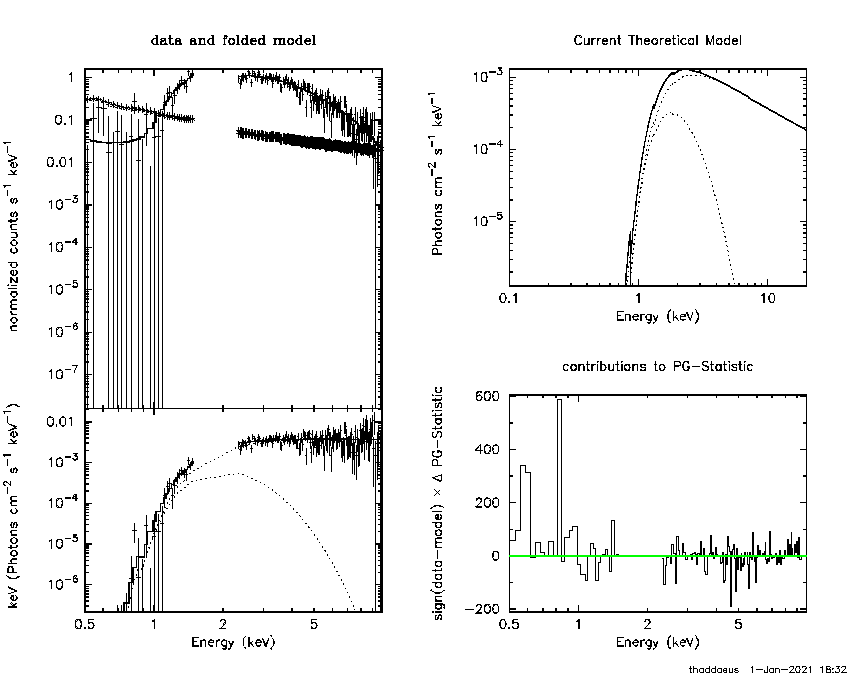 data and folded model
normalized counts s−1 keV−1
1
0.1
0.01
10−3
10−4
10−5
10−6
10−7
keV (Photons cm−2 s−1 keV−1)
0.01
10−3
10−4
10−5
10−6
0.5 1 2 5
Energy (keV)
Current Theoretical Model
Photons cm−2 s−1 keV−1
10−3
10−4
10−5
0.1 1 10
Energy (keV)
contributions to PG−Statistic
sign(data−model) × Δ PG−Statistic
600
400
200
0
−200
0.5 1 2 5
Energy (keV)
thaddaeus 1−Jan−2021 18:32